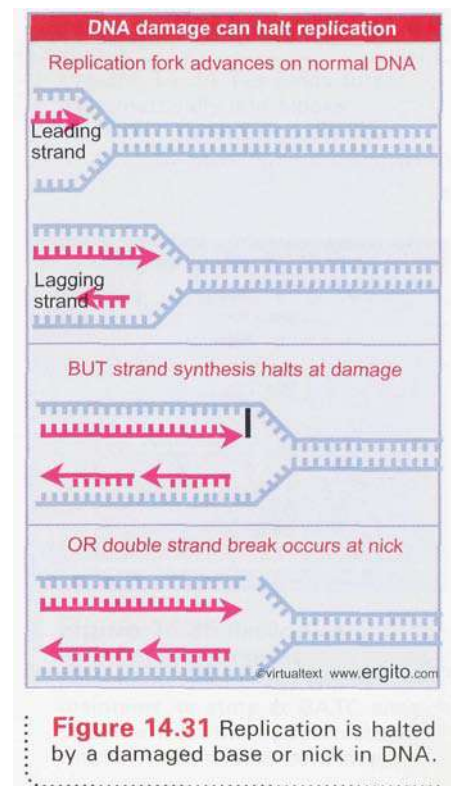 DNA damage can halt replication
Replication fork advances on normal DNA
Leading
strand
Lagging
strand
BUT strand synthesis halts at damage
OR double strand break occurs at nick
©virtualtext www.ergito.com
Figure 14.31 Replication is halted
by a damaged base or nick in DNA.